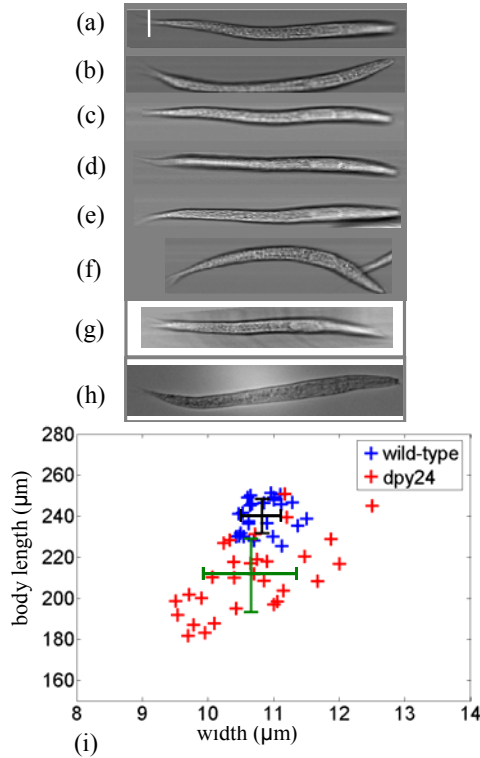 (a)
(b)
(c)
(d)
(e)
(f)
(g)
(h)
280
260
240
220
200
180
160
body length (μm)
wild-type
dpy24
8
9
10
11
12
13
14
width (μm)
(i)